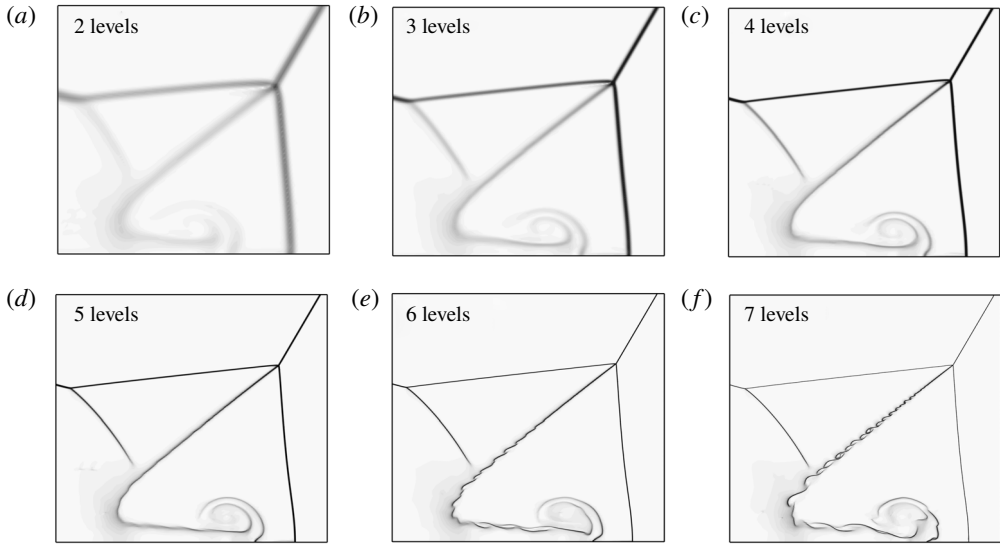 (a) 2 levels
(b) 3 levels
(c) 4 levels
(d) 5 levels
(e) 6 levels
(f) 7 levels